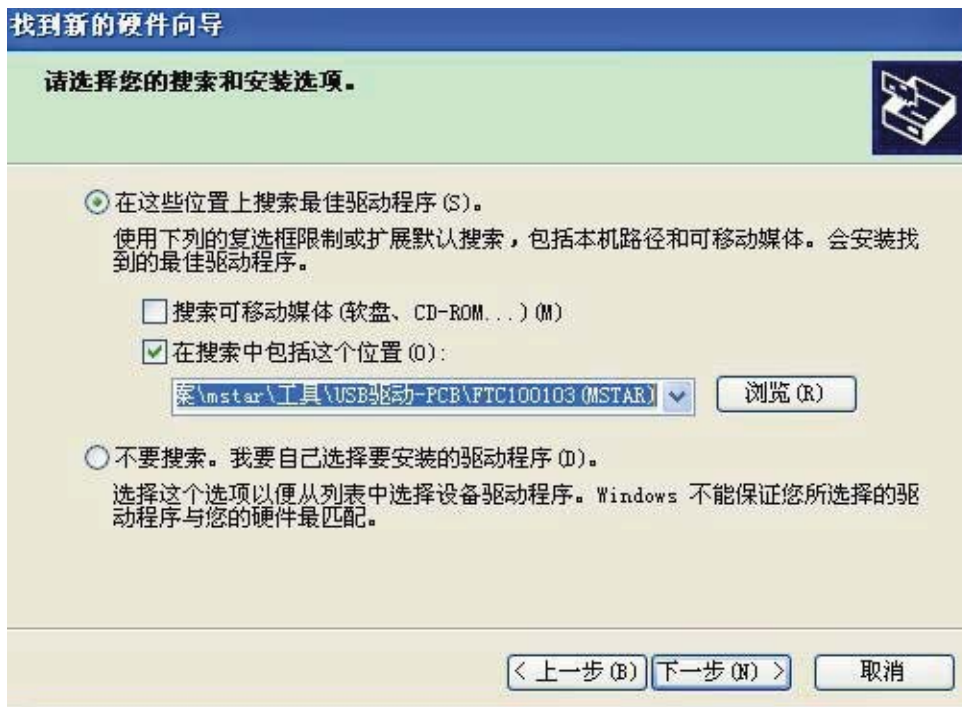 找到新的硬件向导
请选择您的搜索和安装选项。
在这些位置上搜索最佳驱动程序(S)。
使用下列的复选框限制或扩展默认搜索，包括本机路径和可移动媒体。会安装找
到的最佳驱动程序。
搜索可移动媒体(软盘、CD-ROM...)(M)
在搜索中包括这个位置(O):
案\mstar\工具\USB驱动-PCB\FTC100103(MSTAR)
浏览(R)
不要搜索。我要自己选择要安装的驱动程序(D)。
选择这个选项以便从列表中选择设备驱动程序。Windows 不能保证您所选择的驱
动程序与您的硬件最匹配。
< 上一步(B) 下一步(N) > 取消